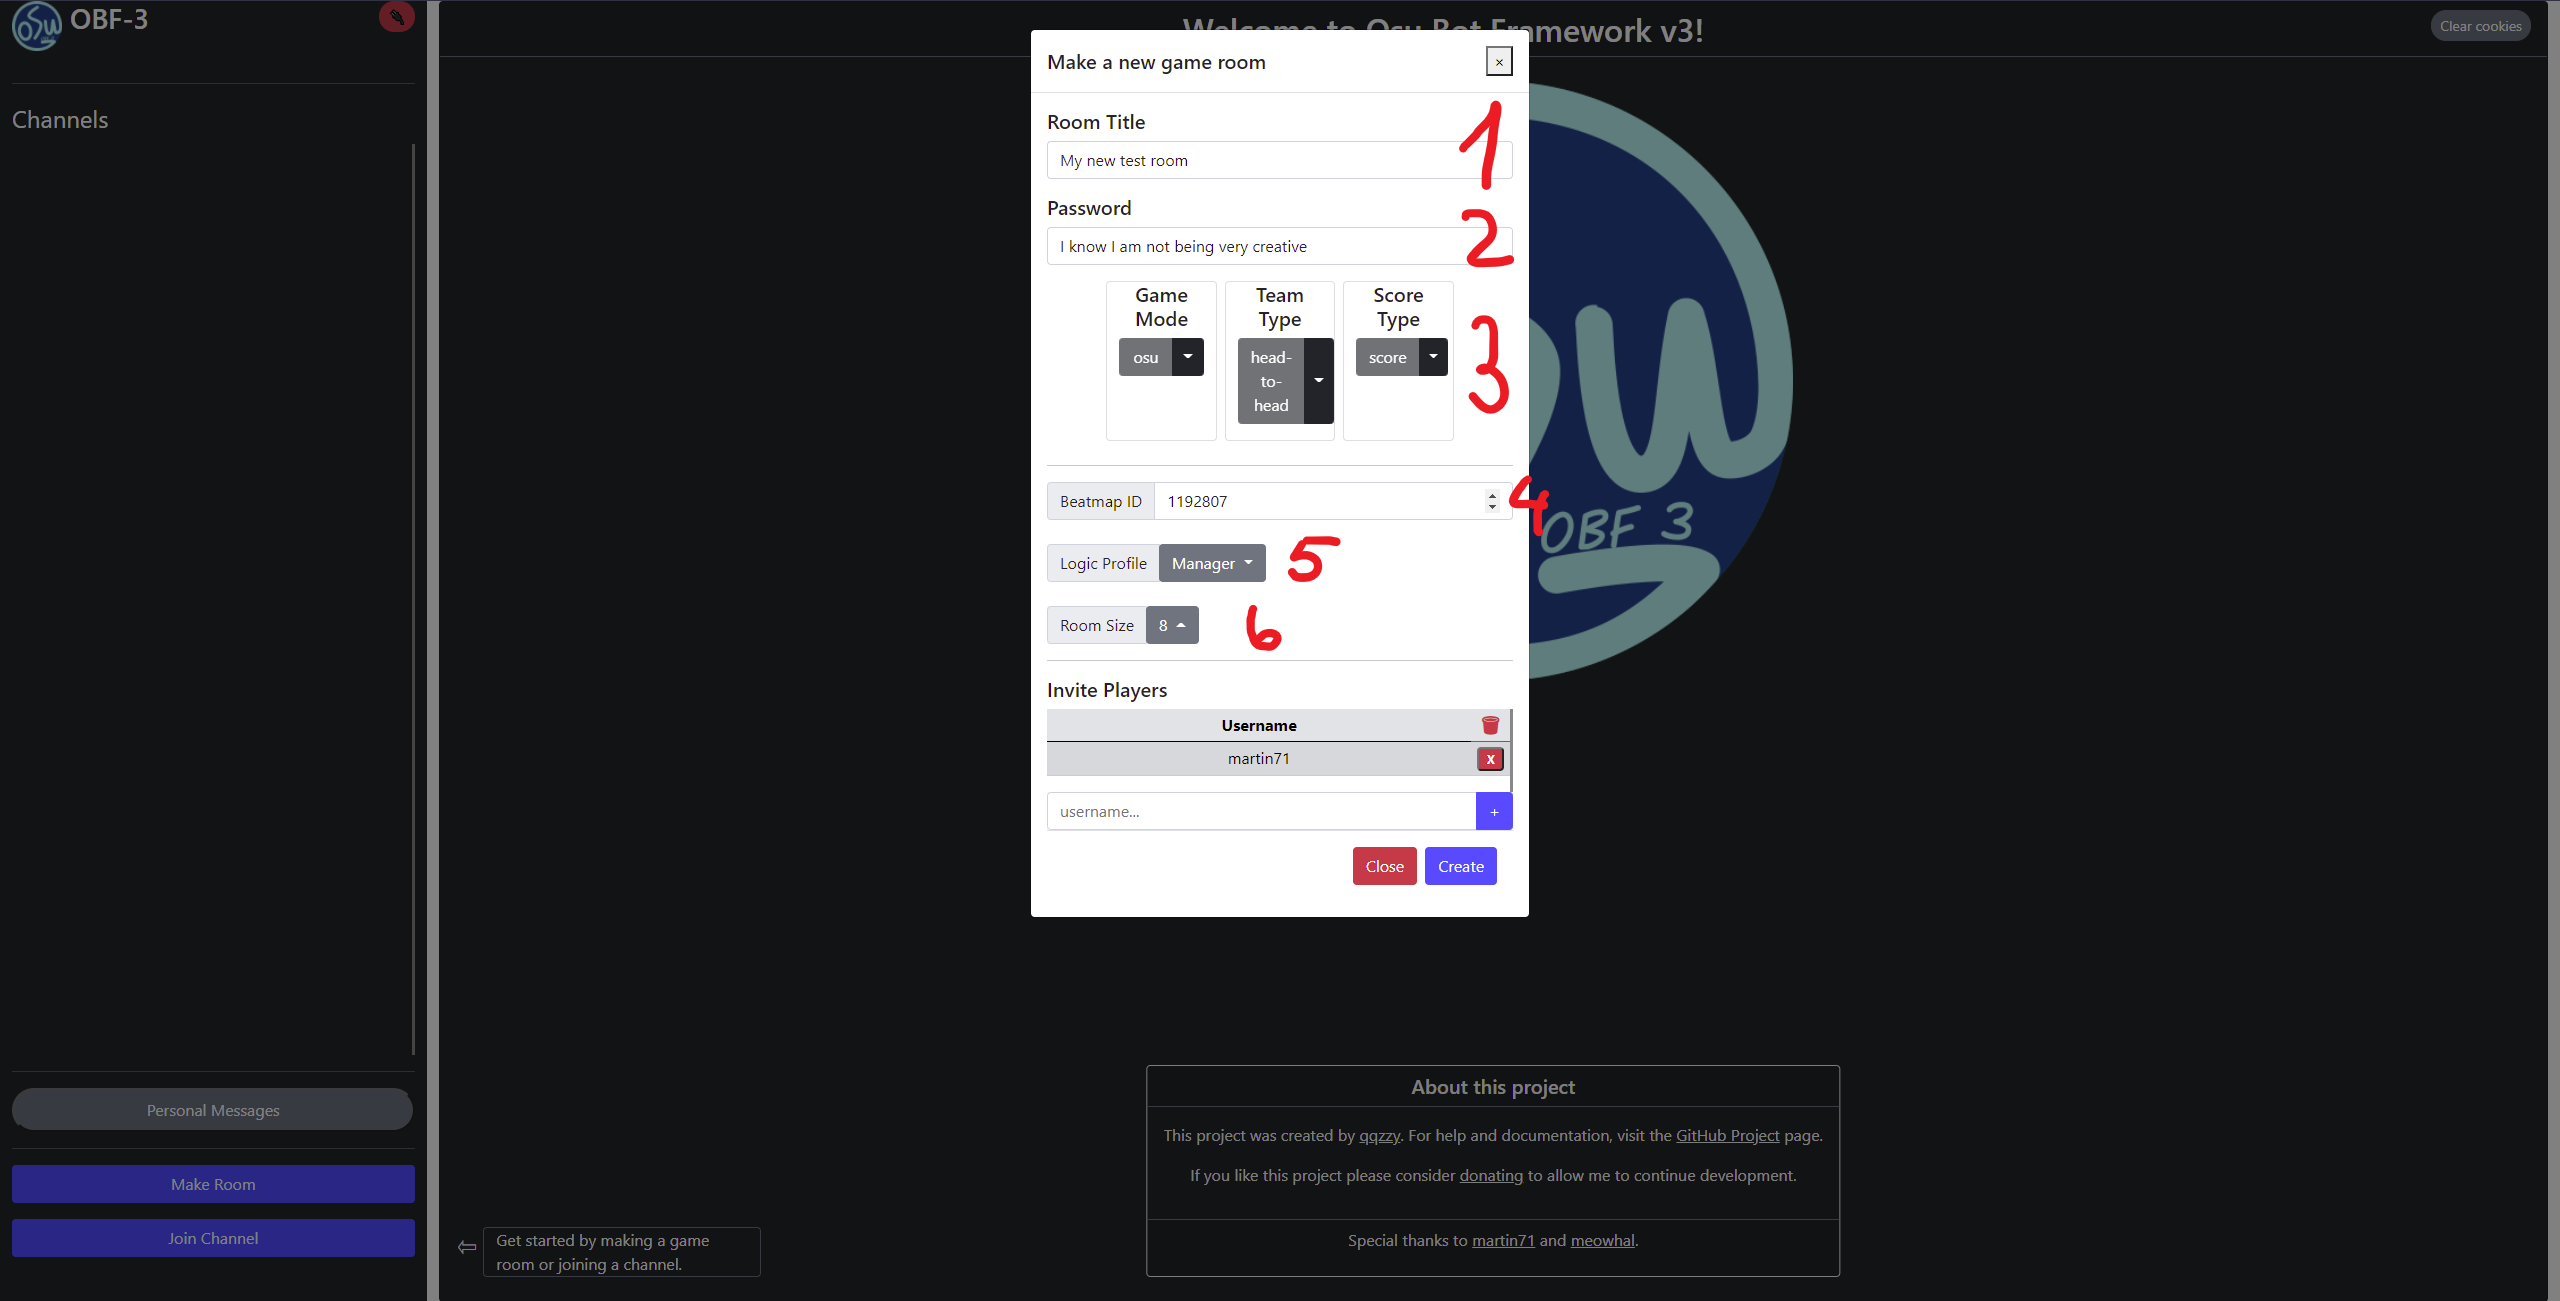 osu
OBF-3
Channels
Personal Messages
Make Room
Join Channel
Welcome to Osu Bot Framework v3!
Clear cookies
Make a new game room
×
Room Title
1
My new test room
Password
2
I know I am not being very creative
Game Mode
Team Type
Score Type
osu
head-
to-
head
score
3
Beatmap ID
1192807
4
Logic Profile
Manager
5
Room Size
8
6
Invite Players
Username
martin71
X
username...
+
Close
Create
OBF 3
About this project
This project was created by qqzzy. For help and documentation, visit the GitHub Project page.
If you like this project please consider donating to allow me to continue development.
Special thanks to martin71 and meowhal.
Get started by making a game
room or joining a channel.